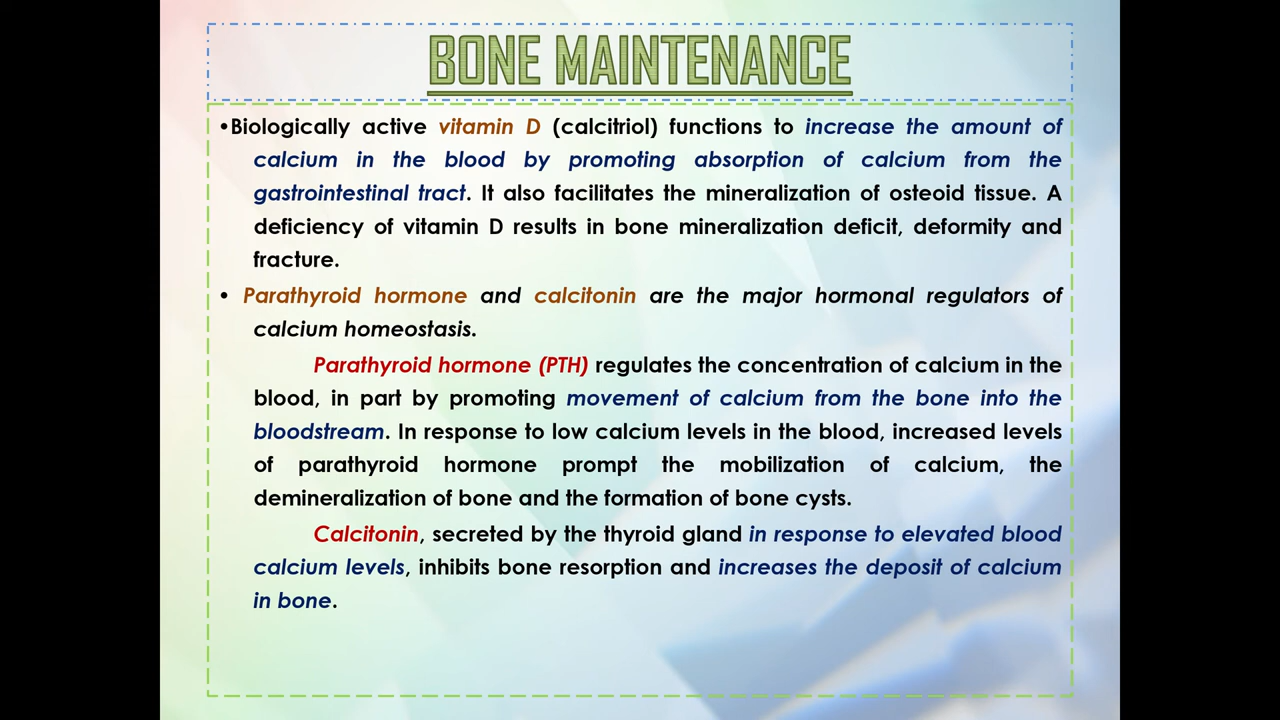 BONE MAINTENANCE
•Biologically active vitamin D (calcitriol) functions to increase the amount of
calcium in the blood by promoting absorption of calcium from the
gastrointestinal tract. It also facilitates the mineralization of osteoid tissue. A
deficiency of vitamin D results in bone mineralization deficit, deformity and
fracture.
• Parathyroid hormone and calcitonin are the major hormonal regulators of
calcium homeostasis.
Parathyroid hormone (PTH) regulates the concentration of calcium in the
blood, in part by promoting movement of calcium from the bone into the
bloodstream. In response to low calcium levels in the blood, increased levels
of parathyroid hormone prompt the mobilization of calcium, the
demineralization of bone and the formation of bone cysts.
Calcitonin, secreted by the thyroid gland in response to elevated blood
calcium levels, inhibits bone resorption and increases the deposit of calcium
in bone.